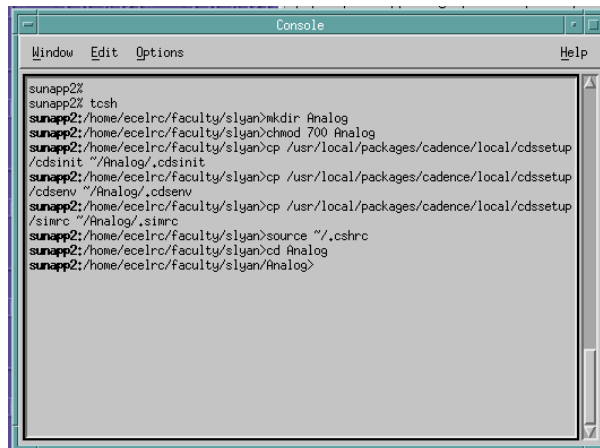 Console
Window Edit Options Help
sunapp2%
sunapp2% tcsh
sunapp2:/home/ecelrc/faculty/slyan>mkdir Analog
sunapp2:/home/ecelrc/faculty/slyan>chmod 700 Analog
sunapp2:/home/ecelrc/faculty/slyan>cp /usr/local/packages/cadence/local/cdssetup
/cdsinit ~/Analog/.cdsinit
sunapp2:/home/ecelrc/faculty/slyan>cp /usr/local/packages/cadence/local/cdssetup
/cdsenv ~/Analog/.cdsenv
sunapp2:/home/ecelrc/faculty/slyan>cp /usr/local/packages/cadence/local/cdssetup
/simrc ~/Analog/.simrc
sunapp2:/home/ecelrc/faculty/slyan>source ~/.cshrc
sunapp2:/home/ecelrc/faculty/slyan>cd Analog
sunapp2:/home/ecelrc/faculty/slyan/Analog>